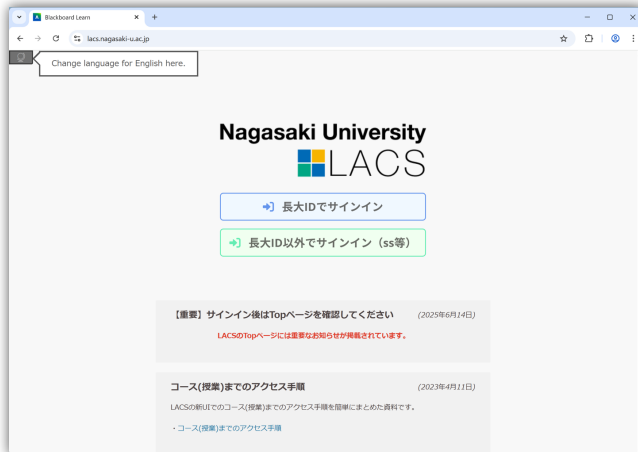 Blackboard Learn
lacs.nagasaki-u.ac.jp
Change language for English here.
Nagasaki University
LACS
長大IDでサインイン
長大ID以外でサインイン（ss等）
【重要】サインイン後はTopページを確認してください (2025年6月14日)
LACSのTopページには重要なお知らせが掲載されています。
コース(授業)までのアクセス手順 (2023年4月11日)
LACSの新UIでのコース(授業)までのアクセス手順を簡単にまとめた資料です。
・コース(授業)までのアクセス手順